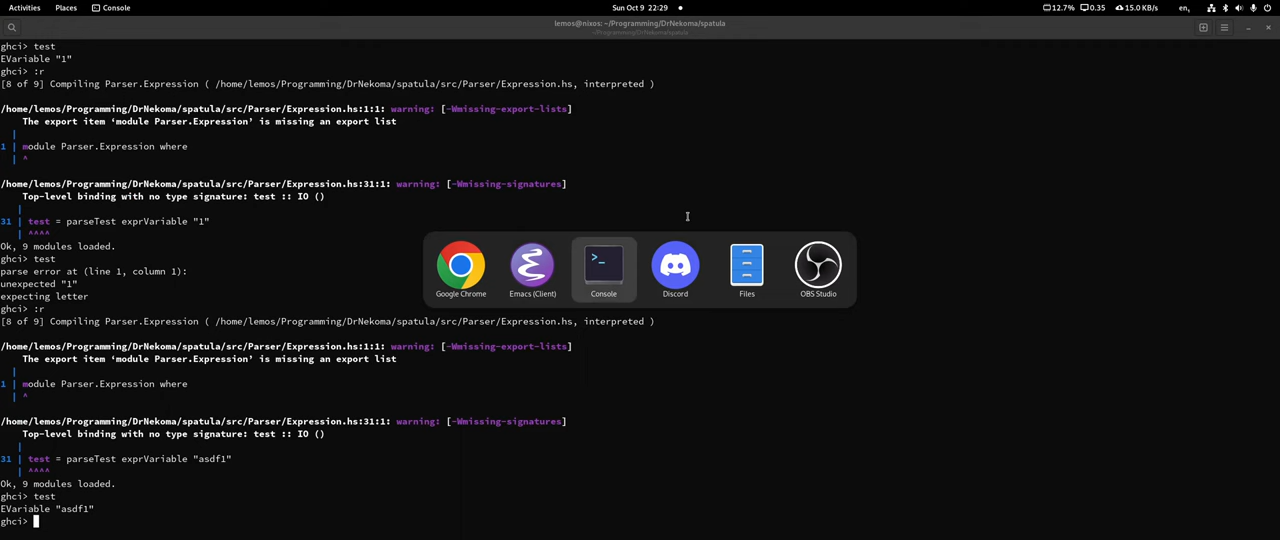 Activities Places Console Sun Oct 9 22:29 12.7% 0.35 15.0 KB/s en,
lemos@nixos: ~/Programming/DrNekoma/spatula
~/Programming/DrNekoma/spatula
ghci> test
EVariable "1"
ghci> :r
[8 of 9] Compiling Parser.Expression ( /home/lemos/Programming/DrNekoma/spatula/src/Parser/Expression.hs, interpreted )
/home/lemos/Programming/DrNekoma/spatula/src/Parser/Expression.hs:1:1: warning: [-Wmissing-export-lists]
The export item ‘module Parser.Expression’ is missing an export list
|
1 | module Parser.Expression where
| ^
/home/lemos/Programming/DrNekoma/spatula/src/Parser/Expression.hs:31:1: warning: [-Wmissing-signatures]
Top-level binding with no type signature: test :: IO ()
|
31 | test = parseTest exprVariable "1"
| ^^^^
Ok, 9 modules loaded.
ghci> test
parse error at (line 1, column 1):
unexpected "1"
expecting letter
ghci> :r
[8 of 9] Compiling Parser.Expression ( /home/lemos/Programming/DrNekoma/spatula/src/Parser/Expression.hs, interpreted )
/home/lemos/Programming/DrNekoma/spatula/src/Parser/Expression.hs:1:1: warning: [-Wmissing-export-lists]
The export item ‘module Parser.Expression’ is missing an export list
|
1 | module Parser.Expression where
| ^
/home/lemos/Programming/DrNekoma/spatula/src/Parser/Expression.hs:31:1: warning: [-Wmissing-signatures]
Top-level binding with no type signature: test :: IO ()
|
31 | test = parseTest exprVariable "asdf1"
| ^^^^
Ok, 9 modules loaded.
ghci> test
EVariable "asdf1"
ghci>
Google Chrome Emacs (Client) Console Discord Files OBS Studio